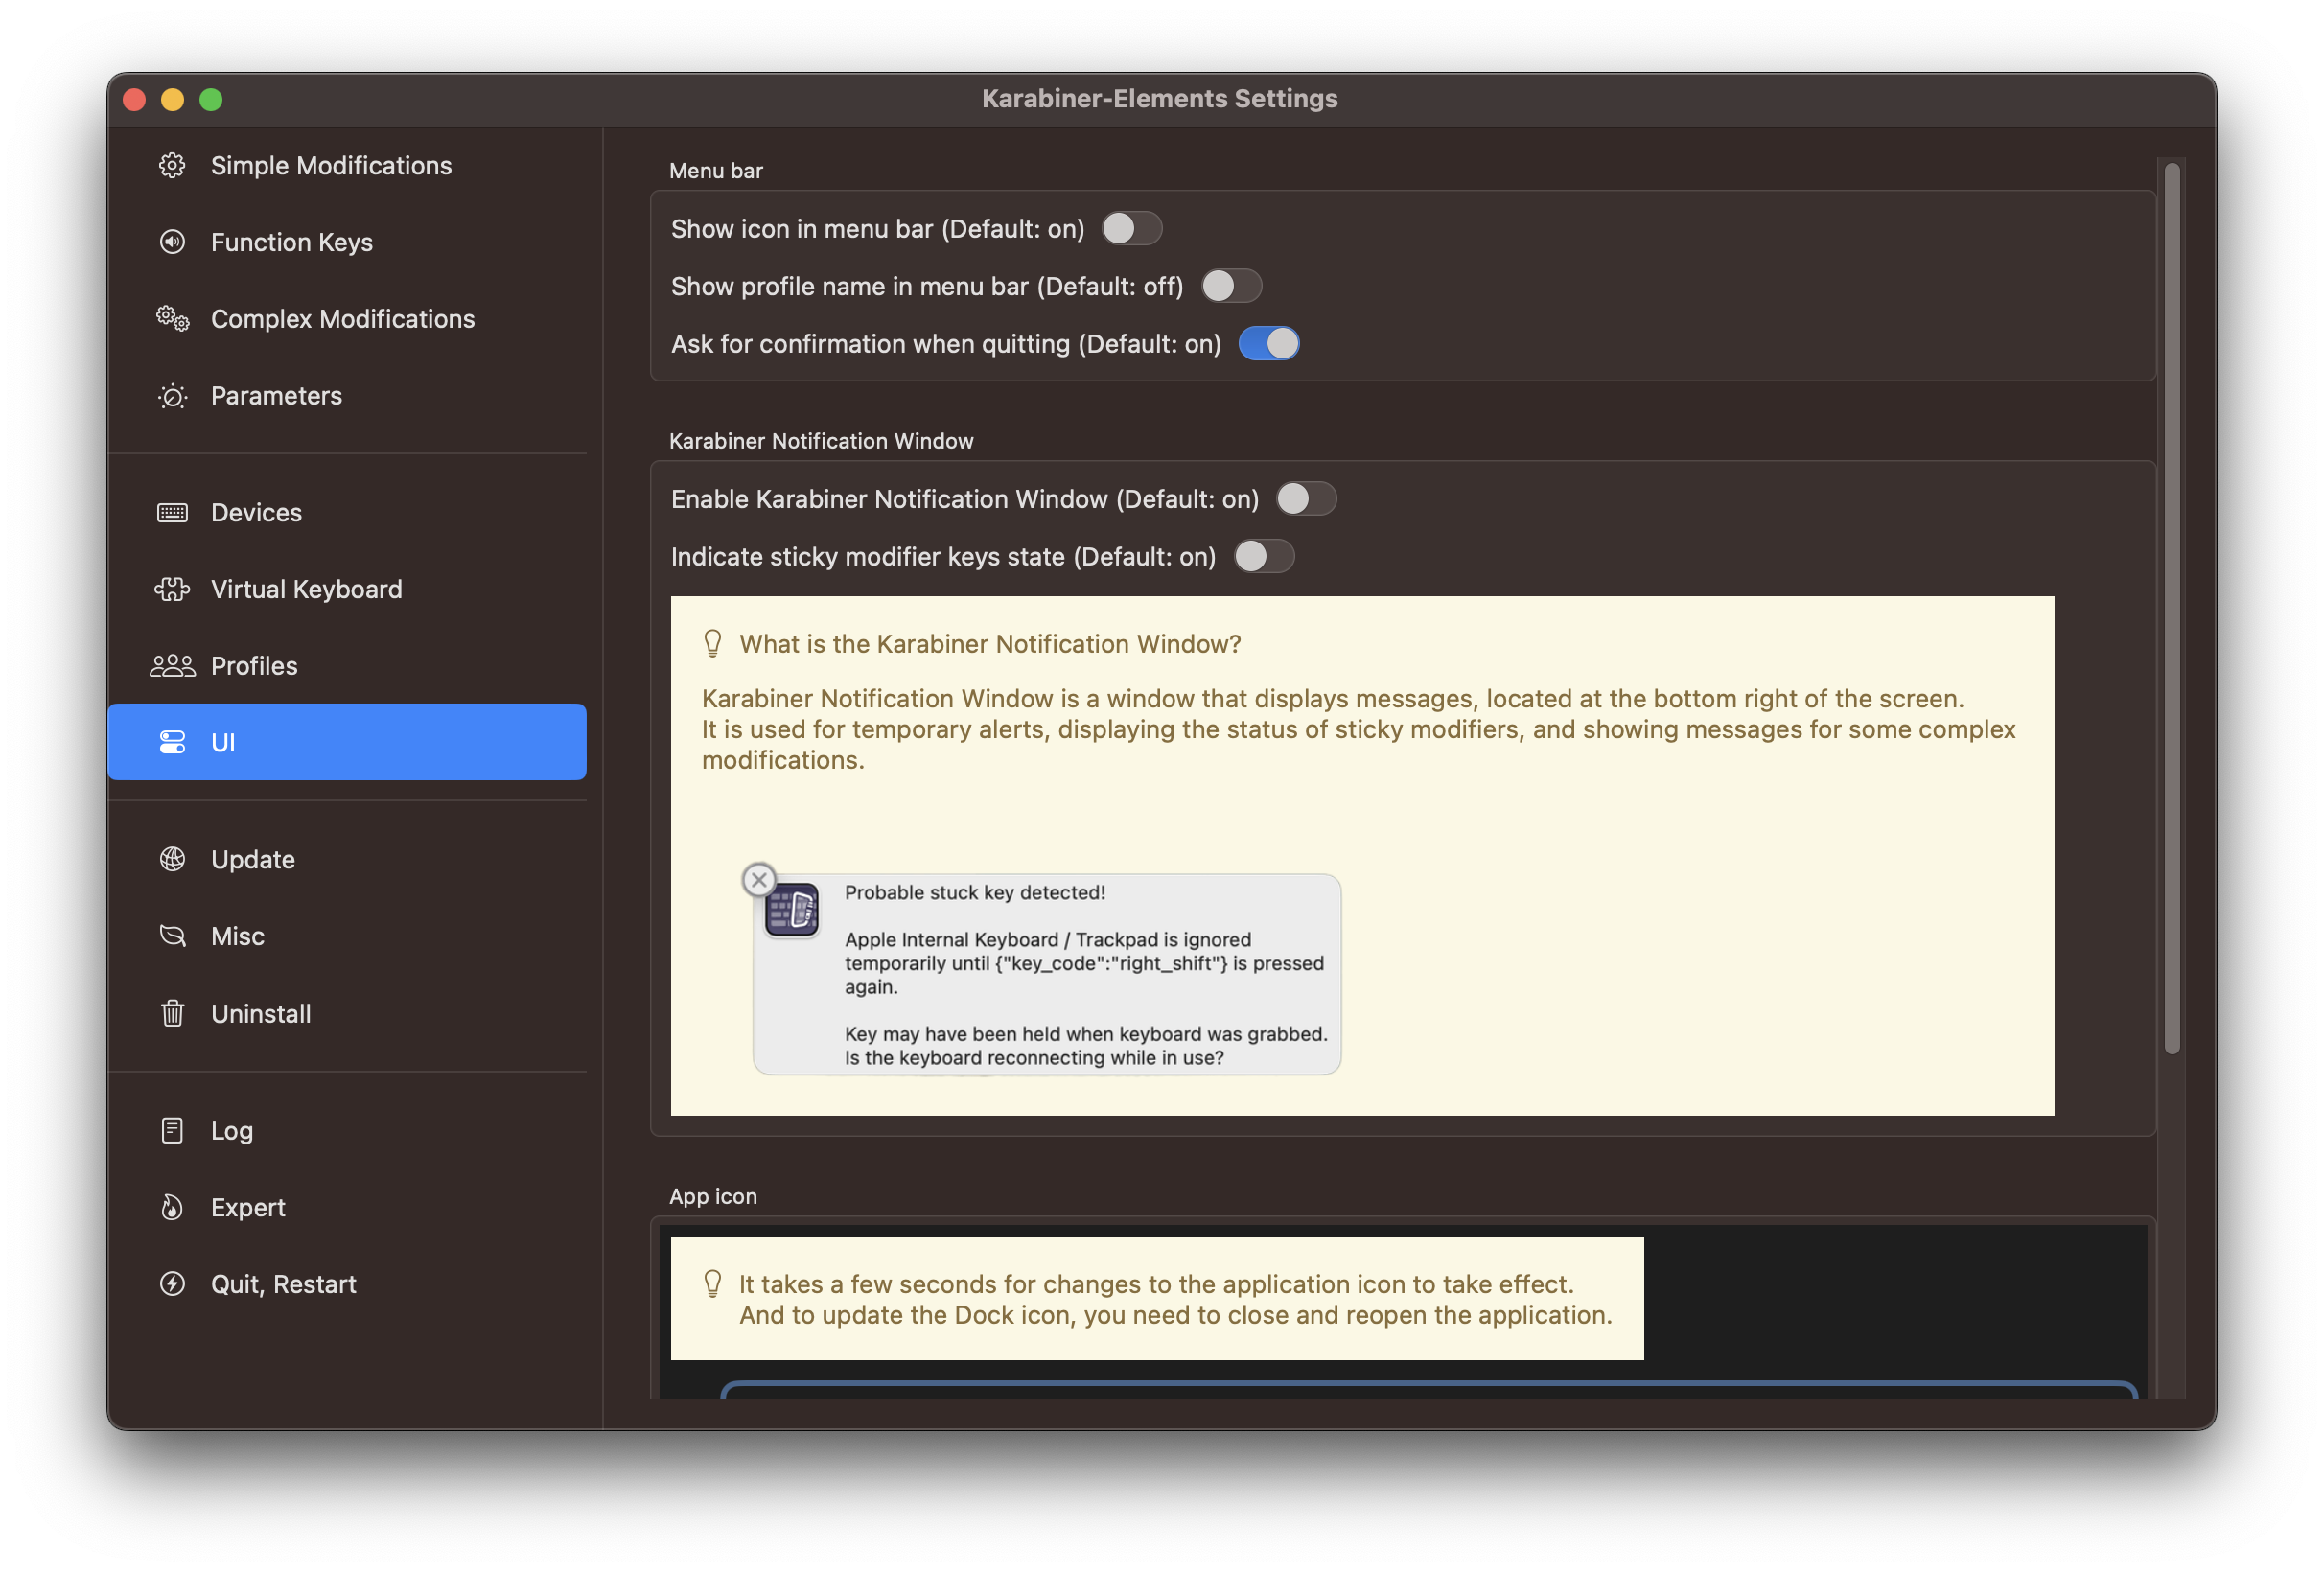 Karabiner-Elements Settings
Simple Modifications
Function Keys
Complex Modifications
Parameters
Devices
Virtual Keyboard
Profiles
UI
Update
Misc
Uninstall
Log
Expert
Quit, Restart
Menu bar
Show icon in menu bar (Default: on)
Show profile name in menu bar (Default: off)
Ask for confirmation when quitting (Default: on)
Karabiner Notification Window
Enable Karabiner Notification Window (Default: on)
Indicate sticky modifier keys state (Default: on)
What is the Karabiner Notification Window?
Karabiner Notification Window is a window that displays messages, located at the bottom right of the screen.
It is used for temporary alerts, displaying the status of sticky modifiers, and showing messages for some complex
modifications.
Probable stuck key detected!
Apple Internal Keyboard / Trackpad is ignored
temporarily until {"key_code":"right_shift"} is pressed
again.
Key may have been held when keyboard was grabbed.
Is the keyboard reconnecting while in use?
App icon
It takes a few seconds for changes to the application icon to take effect.
And to update the Dock icon, you need to close and reopen the application.